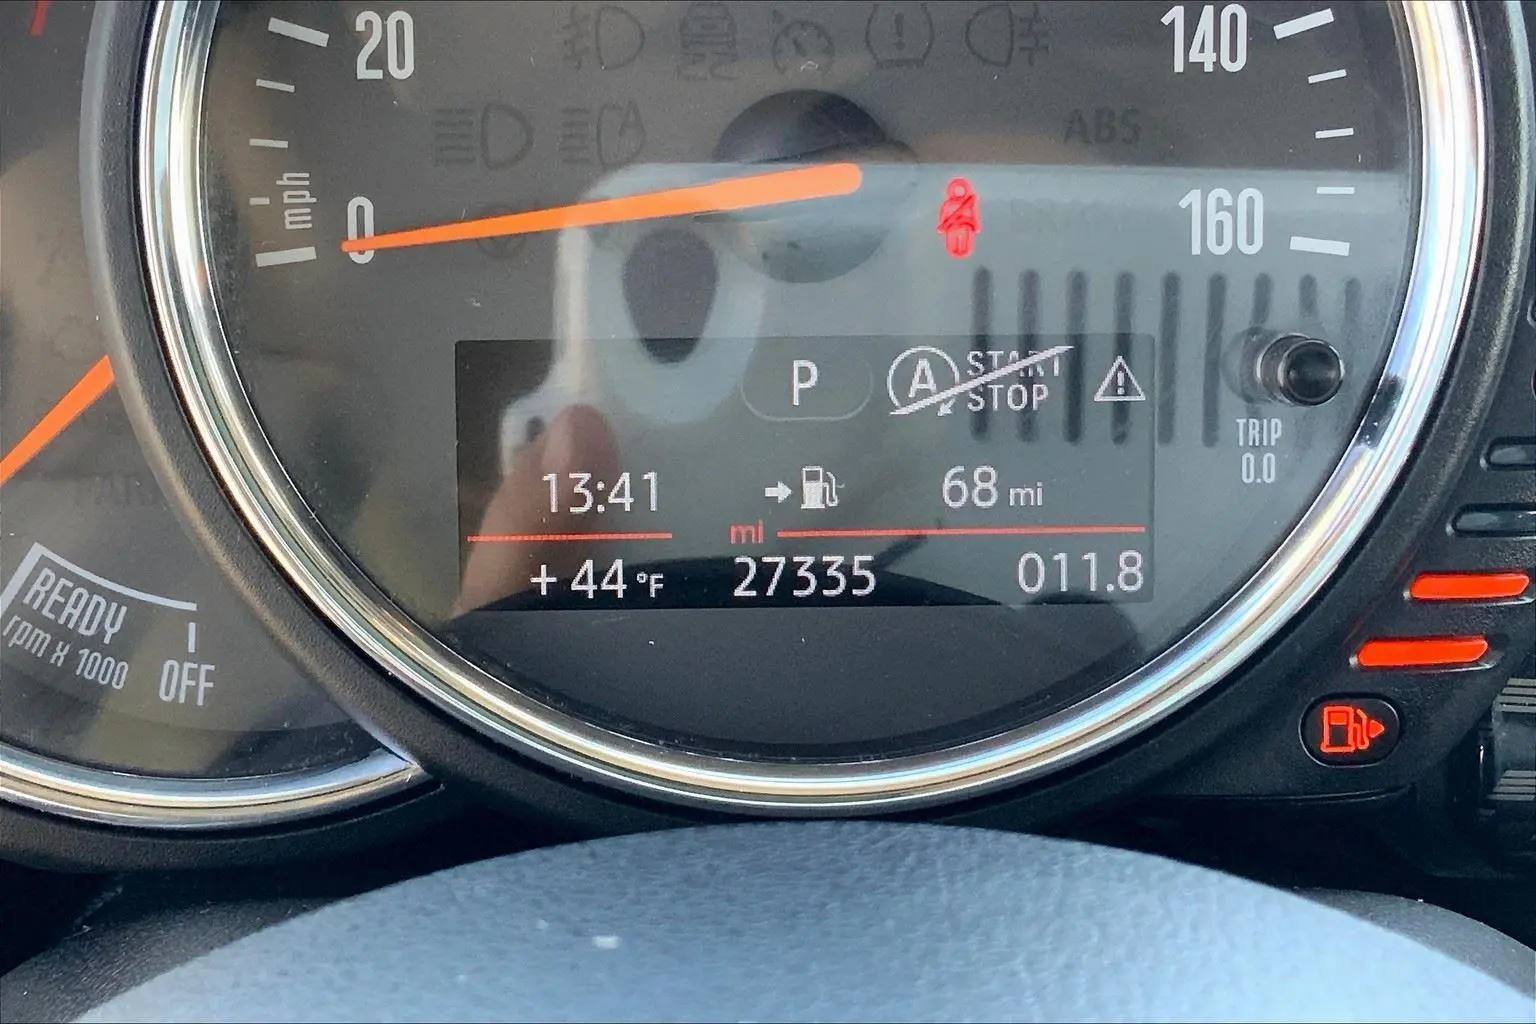 20
140
ABS
mph
0
160
P
A
START
STOP
TRIP
0.0
13:41
68 mi
mi
+44°F
27335
011.8
READY
rpm x 1000
OFF